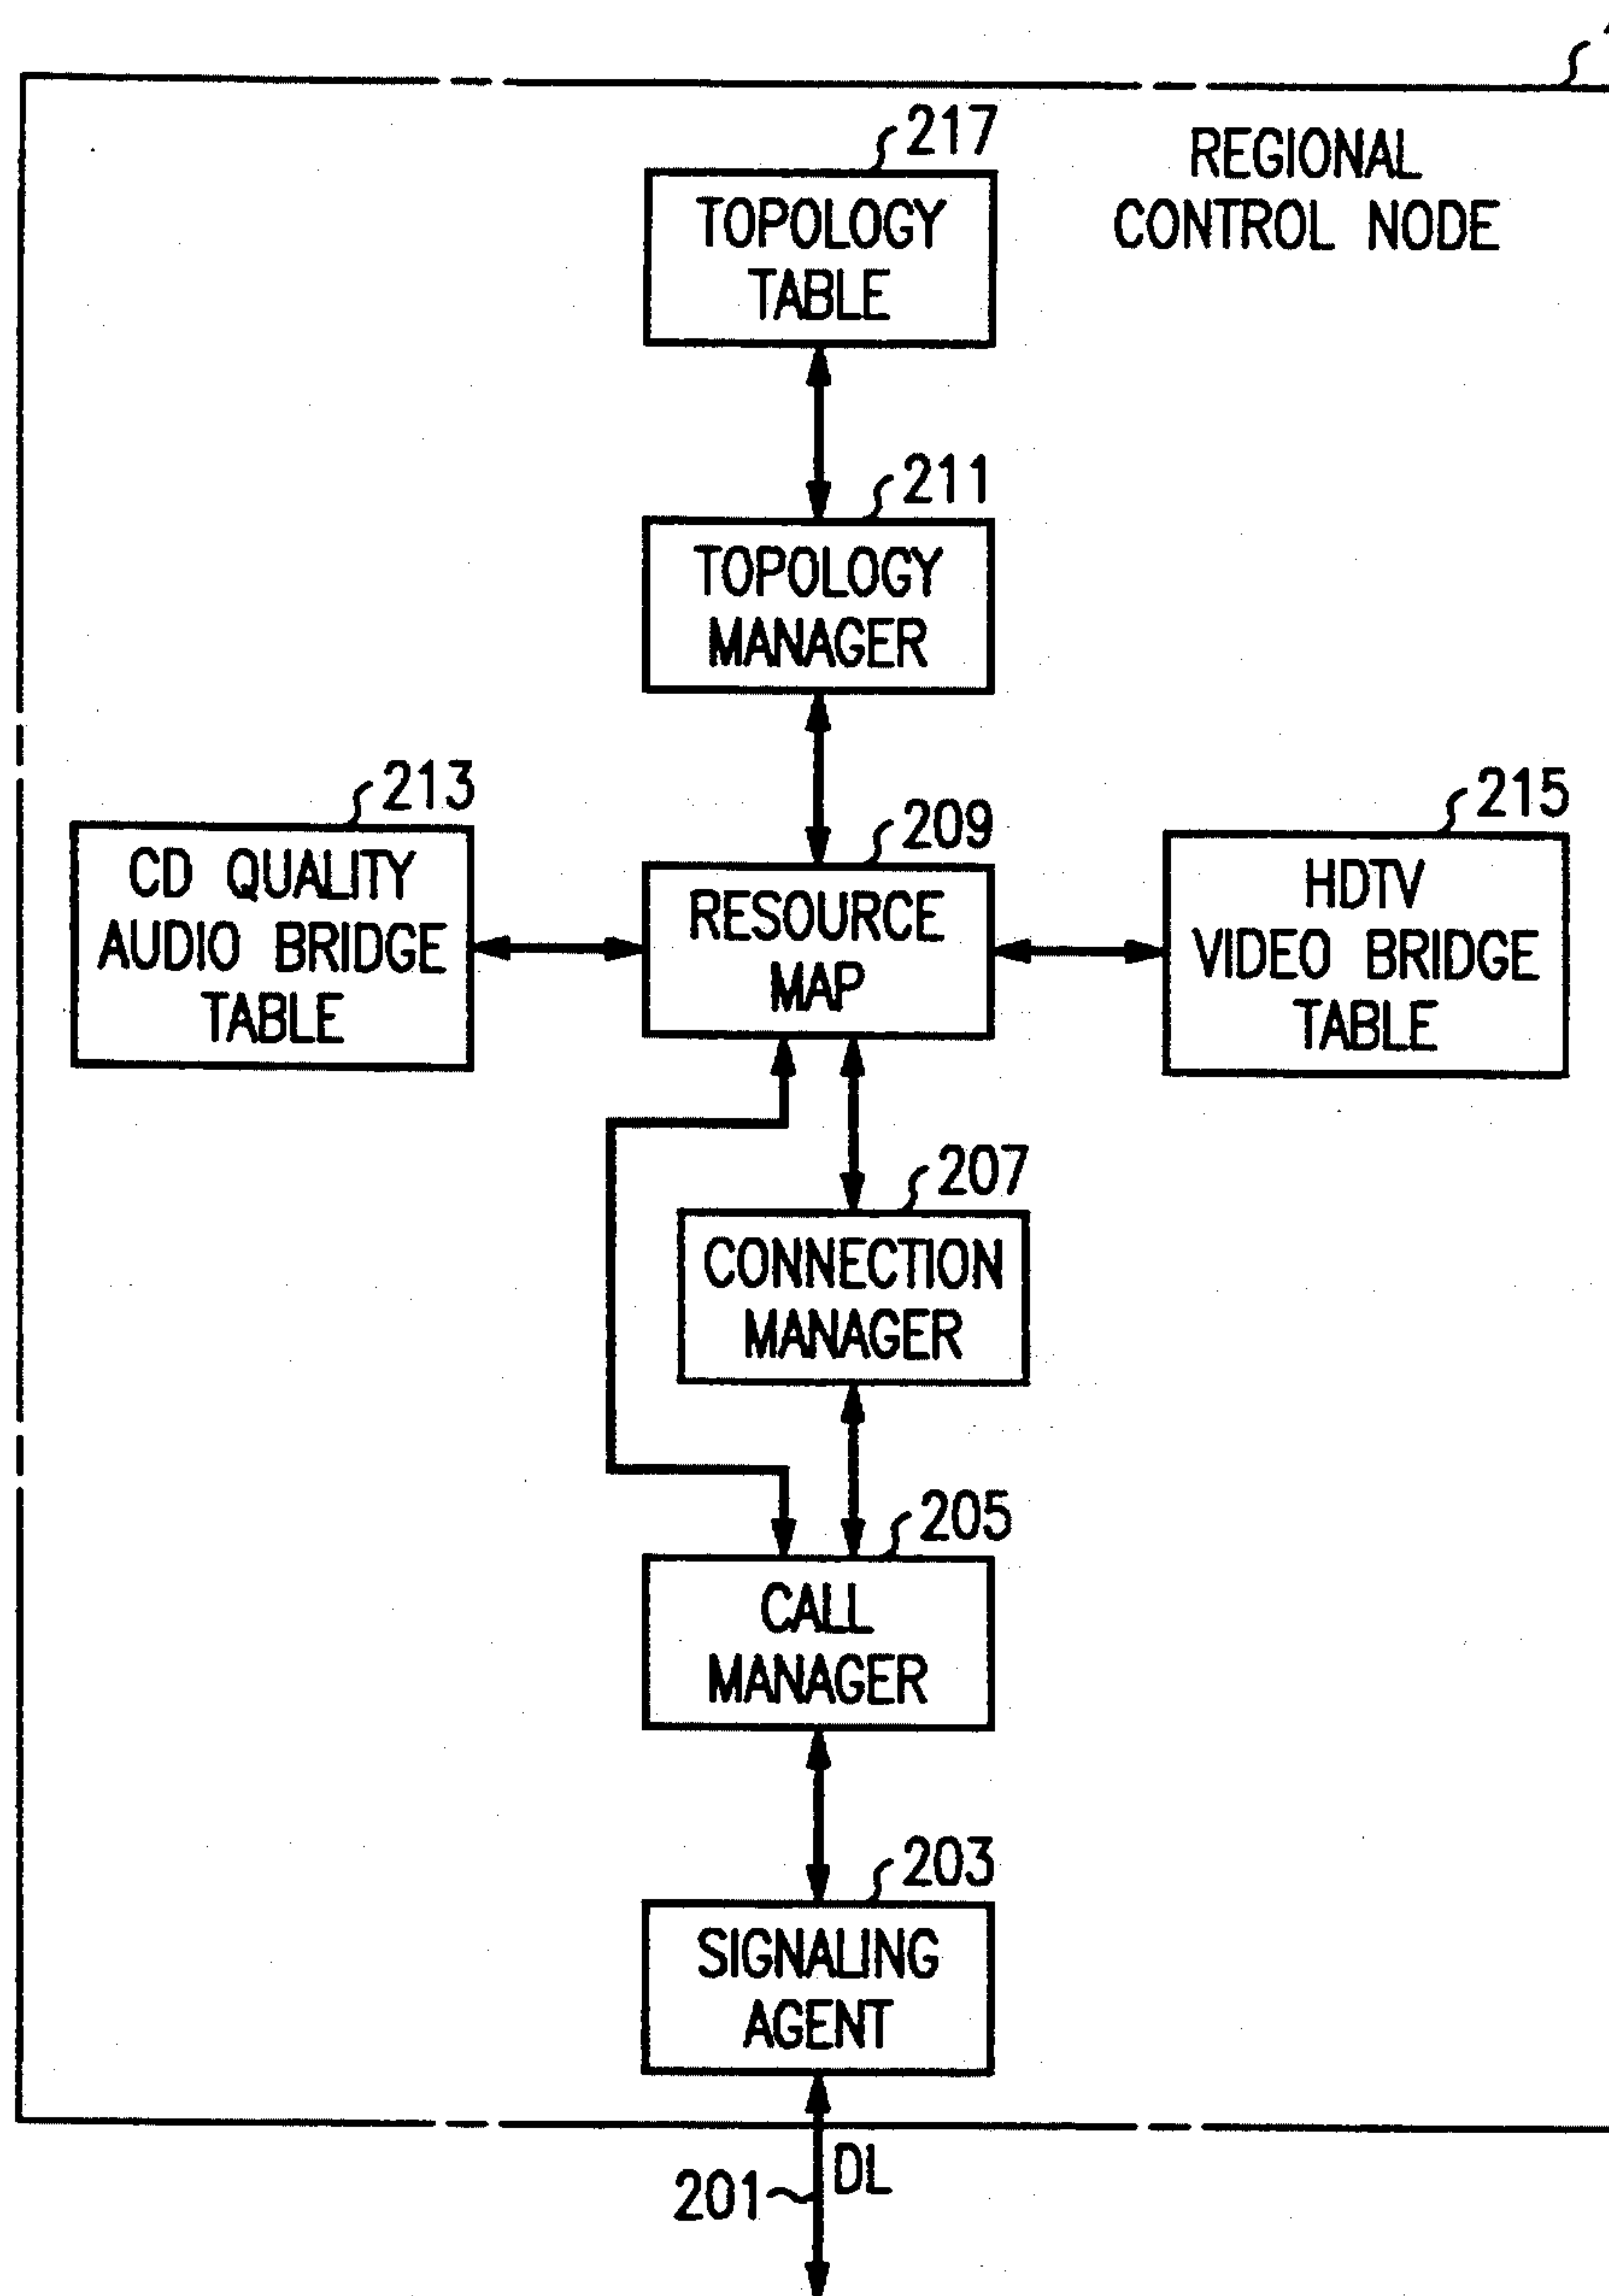 217
REGIONAL
CONTROL NODE
TOPOLOGY
TABLE
211
TOPOLOGY
MANAGER
213
CD QUALITY
AUDIO BRIDGE
TABLE
209
RESOURCE
MAP
215
HDTV
VIDEO BRIDGE
TABLE
207
CONNECTION
MANAGER
205
CALL
MANAGER
203
SIGNALING
AGENT
DL
201